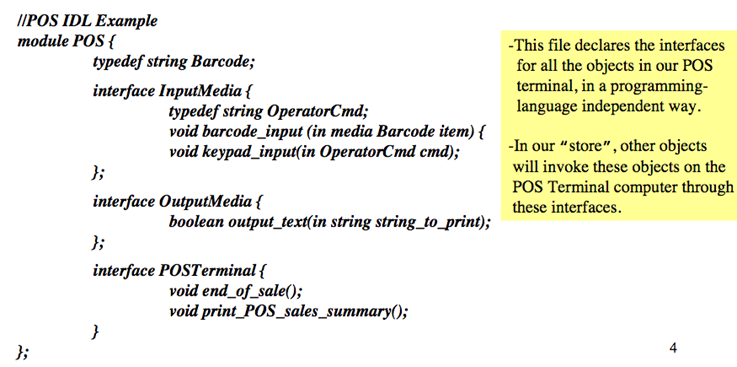 //POS IDL Example
module POS {
typedef string Barcode;
interface InputMedia {
typedef string OperatorCmd;
void barcode_input (in media Barcode item) {
void keypad_input(in OperatorCmd cmd);
};
interface OutputMedia {
boolean output_text(in string string_to_print);
};
interface POSTerminal {
void end_of_sale();
void print_POS_sales_summary();
}
};
-This file declares the interfaces
for all the objects in our POS
terminal, in a programming-
language independent way.
-In our “store”, other objects
will invoke these objects on the
POS Terminal computer through
these interfaces.
4